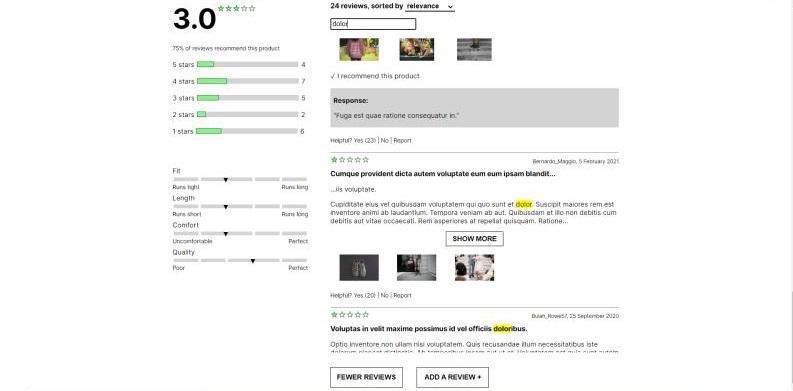 3.0
75% of reviews recommend this product
5 stars 4
4 stars 7
3 stars 5
2 stars 2
1 stars 6
Fit
Runs tight Runs long
Length
Runs short Runs long
Comfort
Uncomfortable Perfect
Quality
Poor Perfect
24 reviews, sorted by relevance
dolor
✓ I recommend this product
Response:
"Fuga est quae ratione consequatur in."
Helpful? Yes (23) | No | Report
Bernardo_Maggio, 5 February 2021
Cumque provident dicta autem voluptate eum eum ipsam blandit...
...iis voluptate.
Cupiditate eius vel quibusdam voluptatem qui quo sunt et dolor. Suscipit maiores rem est
inventore animi ab laudantium. Tempora veniam ab aut. Quibusdam et illo non debitis cum
debitis aut vitae occaecati. Rem asperiores at repellat quisquam. Ratione...
SHOW MORE
Helpful? Yes (20) | No | Report
Bulah_Rowe57, 25 September 2020
Voluptas in velit maxime possimus id vel officiis doloribus.
Optio inventore non ullam nisi voluptatem. Quis recusandae illum necessitatibus iste
FEWER REVIEWS
ADD A REVIEW +